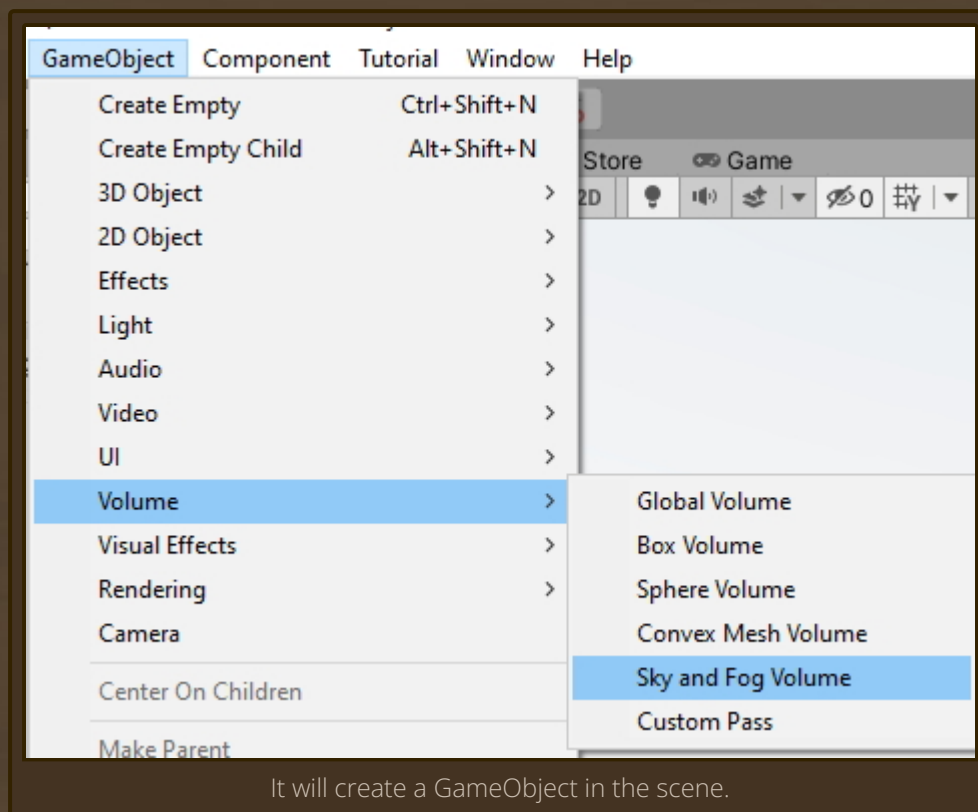 GameObject Component Tutorial Window Help
Create Empty Ctrl+Shift+N
Create Empty Child Alt+Shift+N
3D Object
2D Object
Effects
Light
Audio
Video
UI
Volume
Visual Effects
Rendering
Camera
Center On Children
Make Parent
Store Game
2D 0
Global Volume
Box Volume
Sphere Volume
Convex Mesh Volume
Sky and Fog Volume
Custom Pass
It will create a GameObject in the scene.